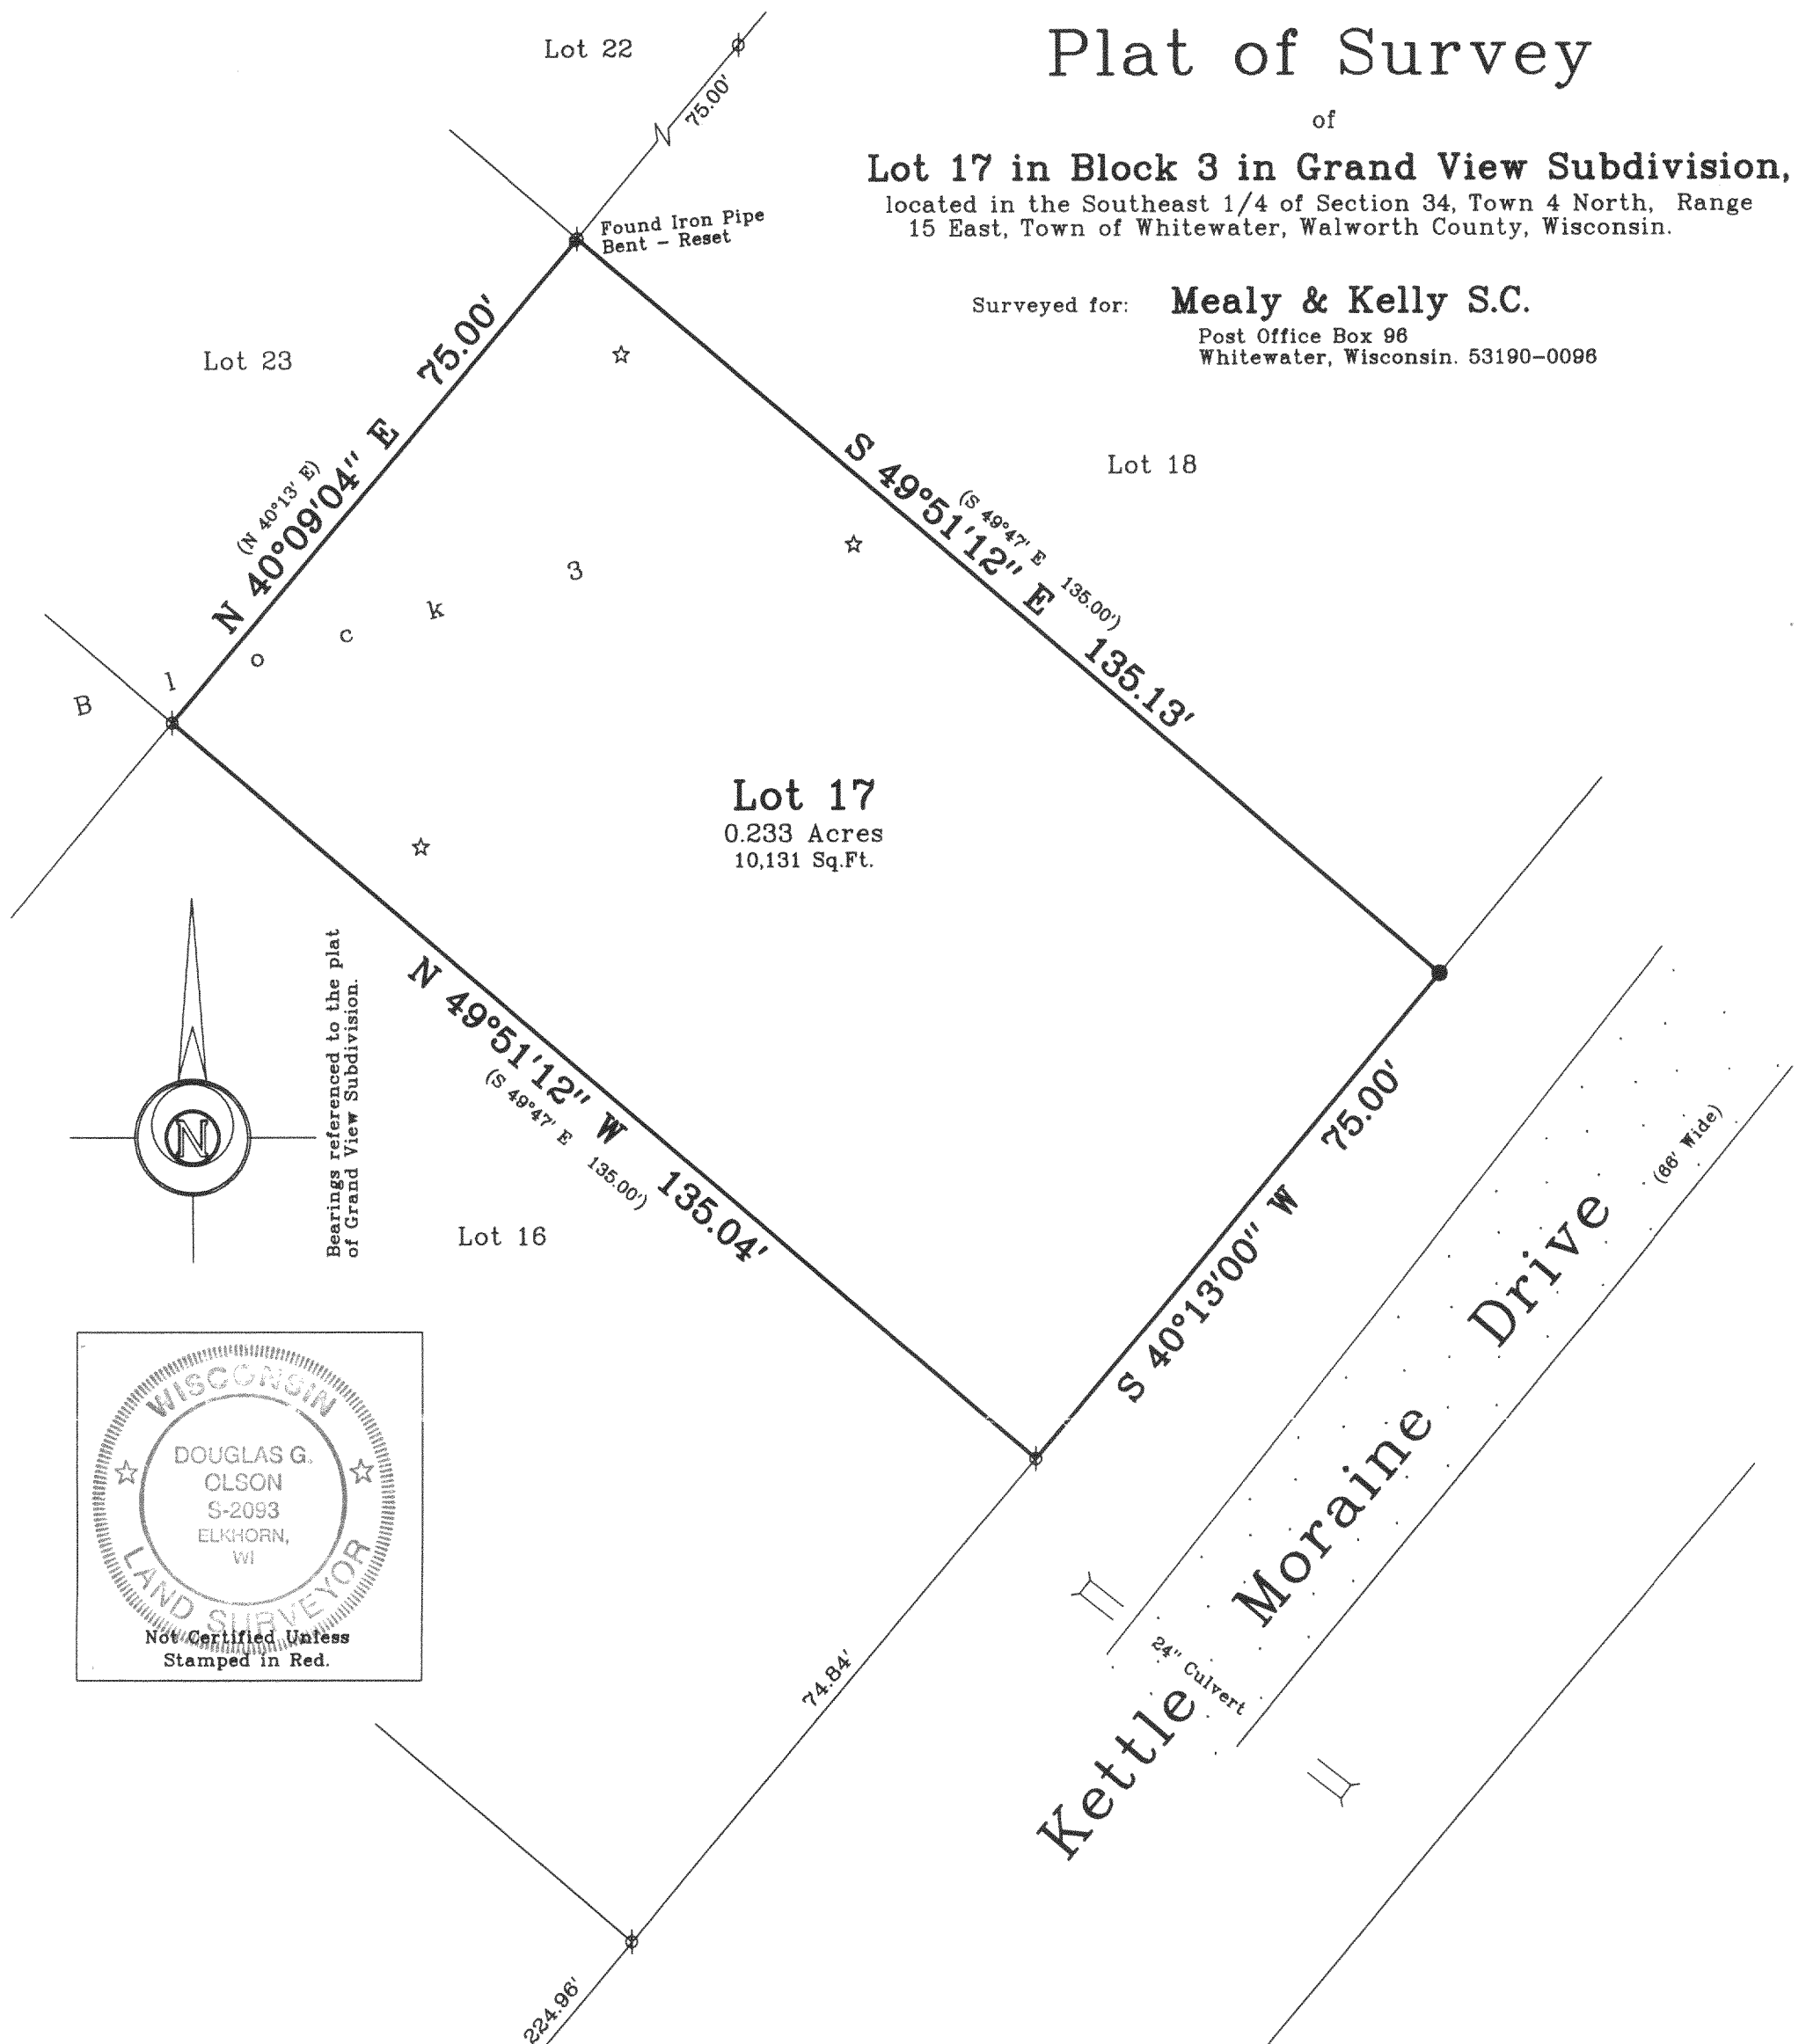 Plat of Survey
of
Lot 17 in Block 3 in Grand View Subdivision,
located in the Southeast 1/4 of Section 34, Town 4 North, Range
15 East, Town of Whitewater, Walworth County, Wisconsin.
Surveyed for: Mealy & Kelly S.C.
Post Office Box 96
Whitewater, Wisconsin. 53190-0096
Lot 22
75.00'
Found Iron Pipe
Bent - Reset
Lot 23
(N 40°13' E)
N 40°09'04" E 75.00'
Lot 18
(S 49°47' E 135.00')
S 49°51'12" E 135.13'
Block 3
Lot 17
0.233 Acres
10,131 Sq.Ft.
N 49°51'12" W 135.04'
(S 49°47' E 135.00')
Lot 16
S 40°13'00" W 75.00'
Bearings referenced to the plat
of Grand View Subdivision.
N
Kettle Moraine Drive
(66' Wide)
24" Culvert
74.84'
224.96'
WISCONSIN
DOUGLAS G.
OLSON
S-2093
ELKHORN,
WI
LAND SURVEYOR
Not Certified Unless
Stamped in Red.